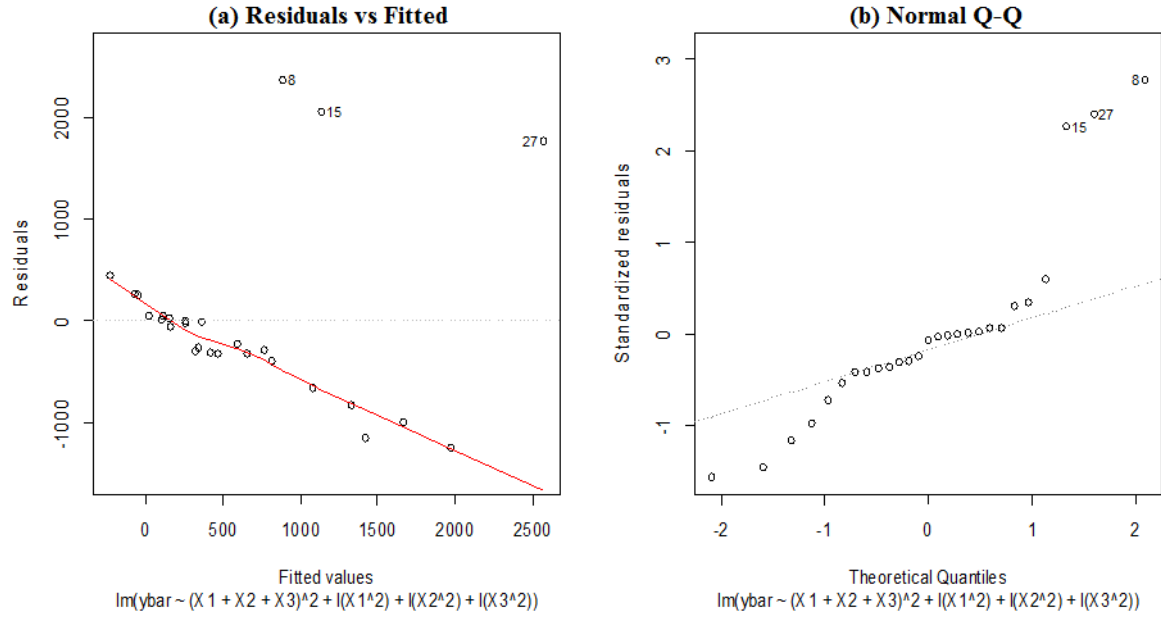 (a) Residuals vs Fitted
Residuals
2000
1000
0
-1000
8
15
27
0 500 1000 1500 2000 2500
Fitted values
lm(ybar ~ (X1 + X2 + X3)^2 + I(X1^2) + I(X2^2) + I(X3^2))
(b) Normal Q-Q
Standardized residuals
3
2
1
0
-1
8
27
15
-2 -1 0 1 2
Theoretical Quantiles
lm(ybar ~ (X1 + X2 + X3)^2 + I(X1^2) + I(X2^2) + I(X3^2))